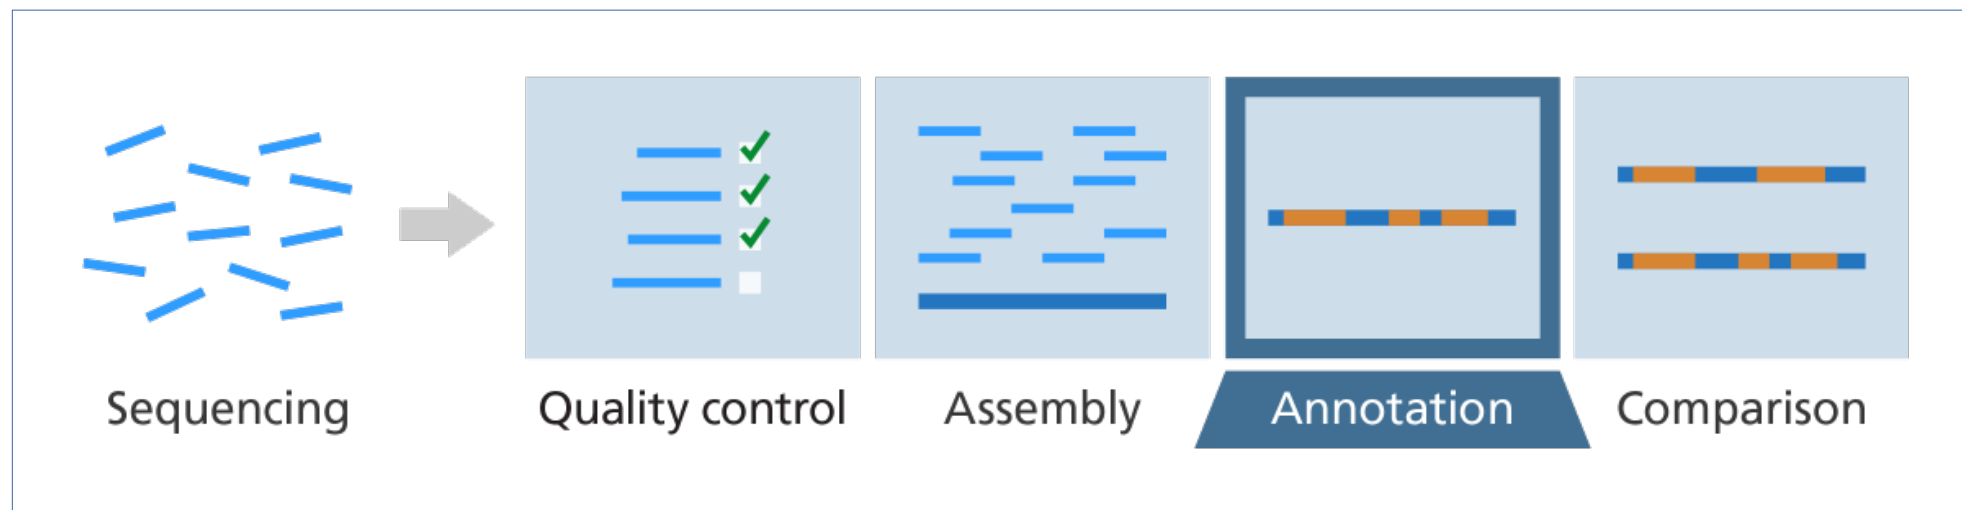 Sequencing
Quality control
Assembly
Annotation
Comparison